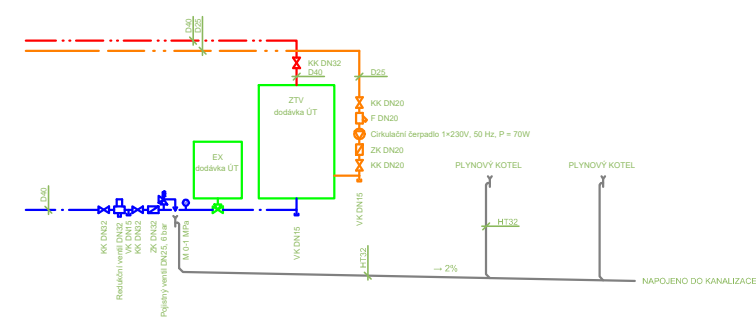 D40
D25
KK DN32
D40
D25
ZTV
dodávka ÚT
KK DN20
F DN20
Cirkulační čerpadlo 1×230V, 50 Hz, P = 70W
ZK DN20
KK DN20
EX
dodávka ÚT
PLYNOVÝ KOTEL
PLYNOVÝ KOTEL
D40
KK DN32
Redukční ventil DN32
VK DN15
KK DN32
ZK DN32
Pojistný ventil DN25, 6 bar
M 0-1 MPa
VK DN15
VK DN15
HT32
HT32
→ 2%
NAPOJENO DO KANALIZACE